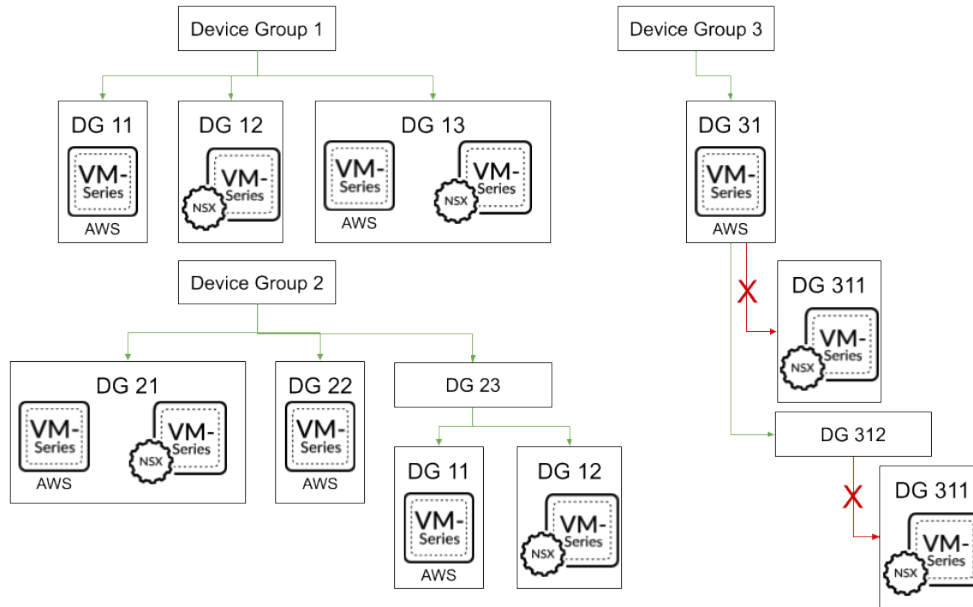 Device Group 1
DG 11
VM-
Series
AWS
DG 12
VM-
Series
NSX
DG 13
VM-
Series
AWS
VM-
Series
NSX
Device Group 2
DG 21
VM-
Series
AWS
VM-
Series
NSX
DG 22
VM-
Series
AWS
DG 23
DG 11
VM-
Series
AWS
DG 12
VM-
Series
NSX
Device Group 3
DG 31
VM-
Series
AWS
X
DG 311
VM-
Series
NSX
DG 312
X
DG 311
VM-
Series
NSX